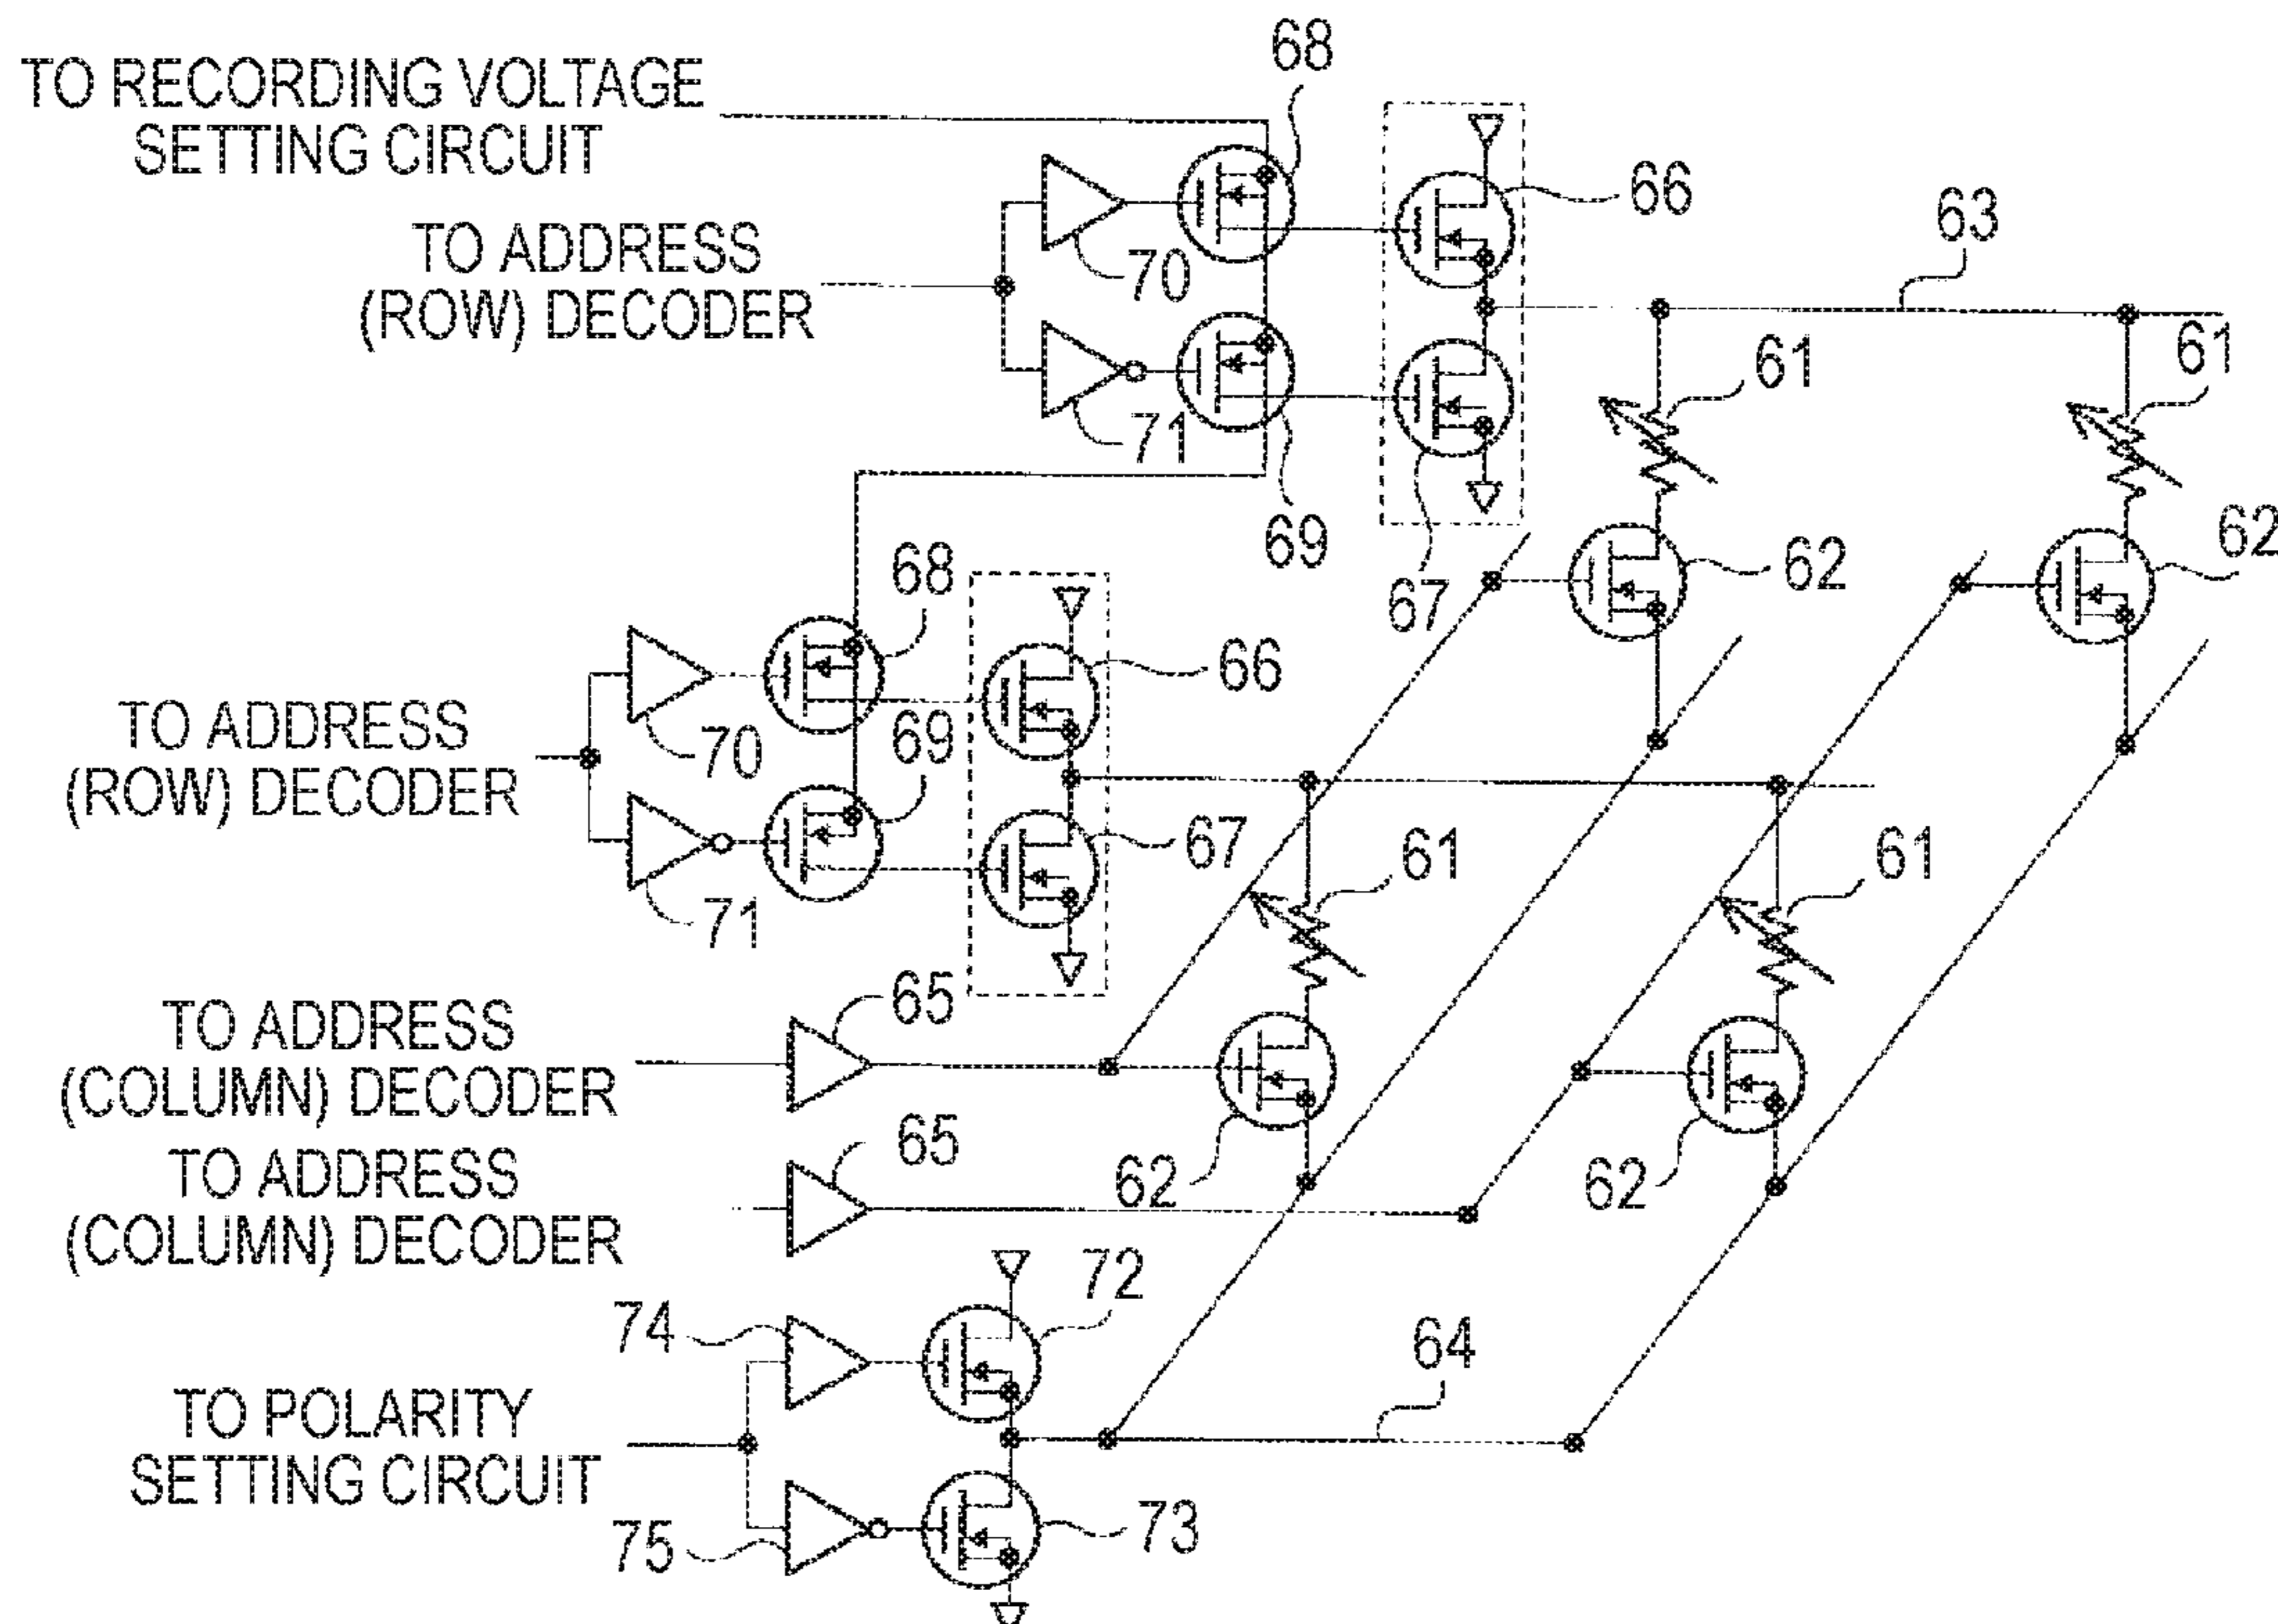 68
TO RECORDING VOLTAGE
SETTING CIRCUIT
66
63
TO ADDRESS
(ROW) DECODER
70
61
61
71
69
67
62
62
68
66
TO ADDRESS
(ROW) DECODER
70
69
67
61
61
71
65
TO ADDRESS
(COLUMN) DECODER
62
62
TO ADDRESS
(COLUMN) DECODER
65
72
74
64
TO POLARITY
SETTING CIRCUIT
75
73